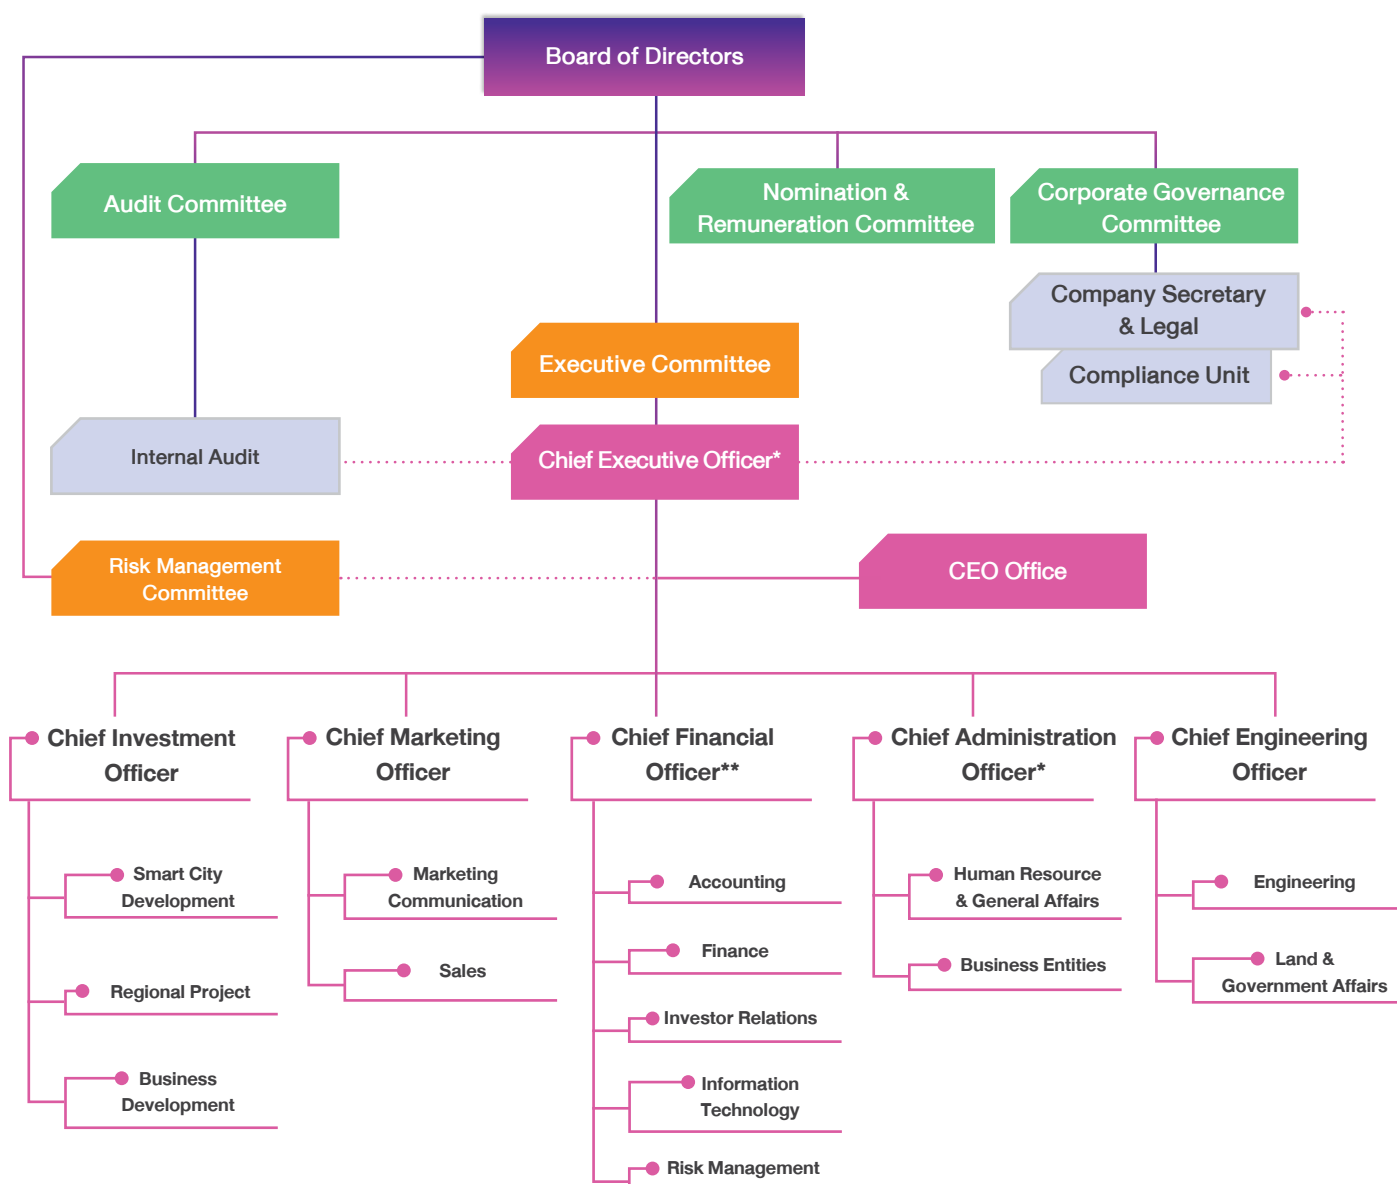 Board of Directors
Audit Committee
Nomination &
Remuneration Committee
Corporate Governance
Committee
Company Secretary
& Legal
Compliance Unit
Executive Committee
Chief Executive Officer*
Internal Audit
Risk Management
Committee
CEO Office
Chief Investment
Officer
Smart City
Development
Regional Project
Business
Development
Chief Marketing
Officer
Marketing
Communication
Sales
Chief Financial
Officer**
Accounting
Finance
Investor Relations
Information
Technology
Risk Management
Chief Administration
Officer*
Human Resource
& General Affairs
Business Entities
Chief Engineering
Officer
Engineering
Land &
Government Affairs